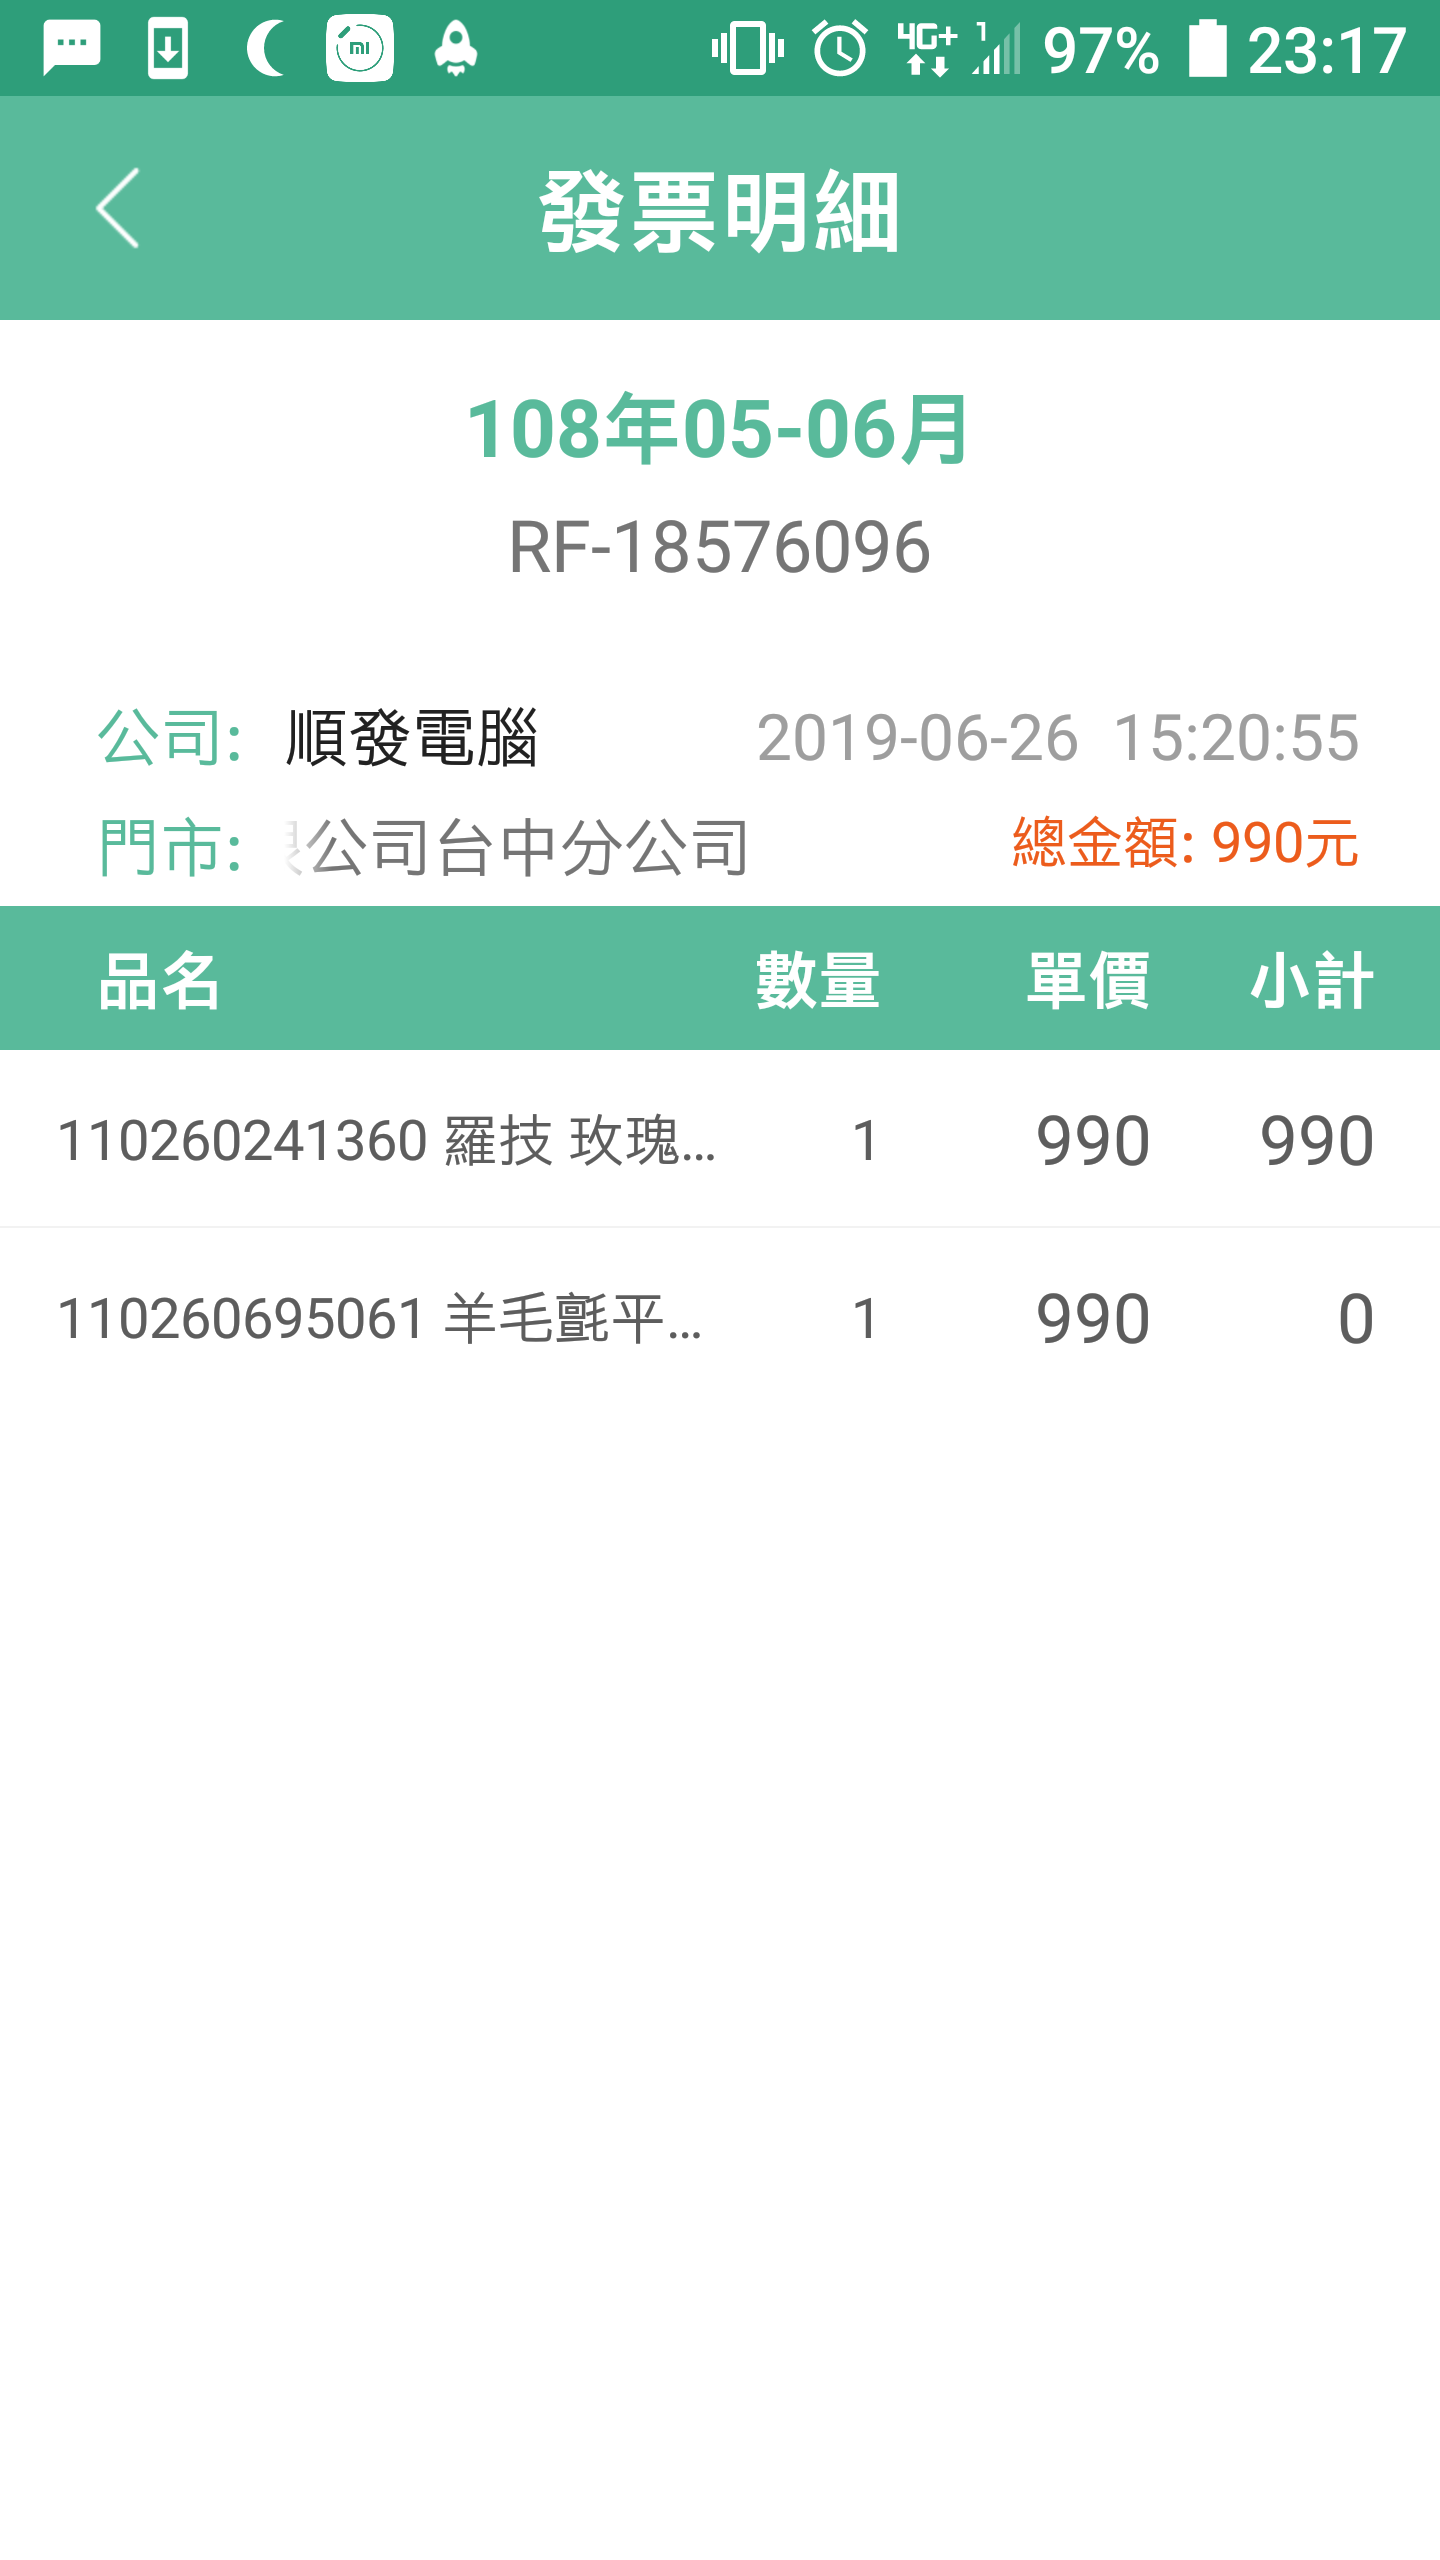 97% 23:17
發票明細
108年05-06月
RF-18576096
公司: 順發電腦 2019-06-26 15:20:55
門市: 公司台中分公司 總金額: 990元
品名 數量 單價 小計
110260241360 羅技 玫瑰... 1 990 990
110260695061 羊毛氈平... 1 990 0